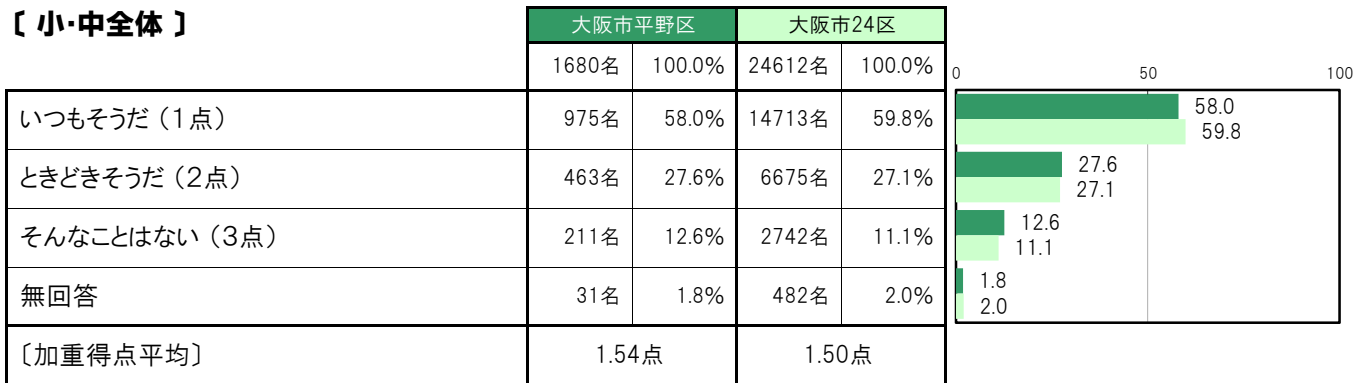 〔 小・中全体 〕
大阪市平野区 大阪市24区
1680名 100.0% 24612名 100.0%
0 50 100
いつもそうだ（１点） 975名 58.0% 14713名 59.8%
58.0
59.8
ときどきそうだ（２点） 463名 27.6% 6675名 27.1%
27.6
27.1
そんなことはない（３点） 211名 12.6% 2742名 11.1%
12.6
11.1
無回答 31名 1.8% 482名 2.0%
1.8
2.0
〔加重得点平均〕 1.54点 1.50点